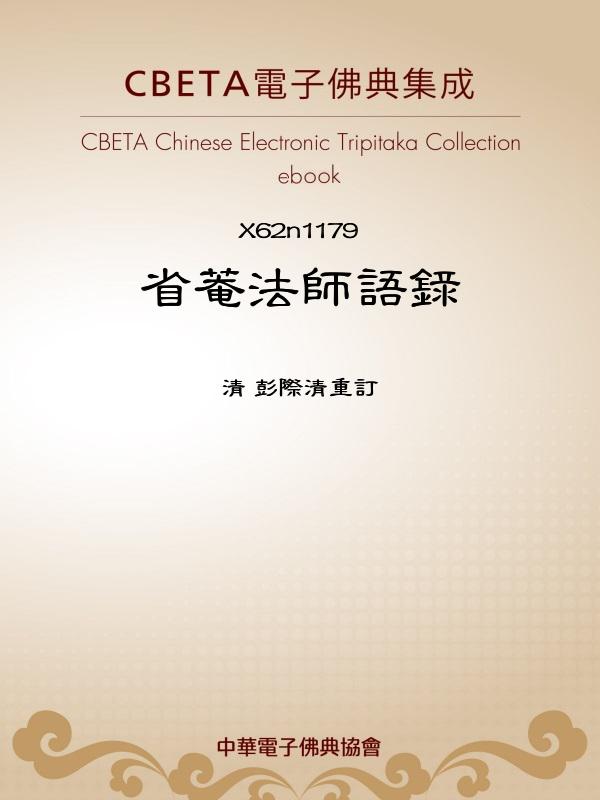 CBETA電子佛典集成
CBETA Chinese Electronic Tripitaka Collection
ebook
X62n1179
省菴法師語錄
清 彭際清重訂
中華電子佛典協會